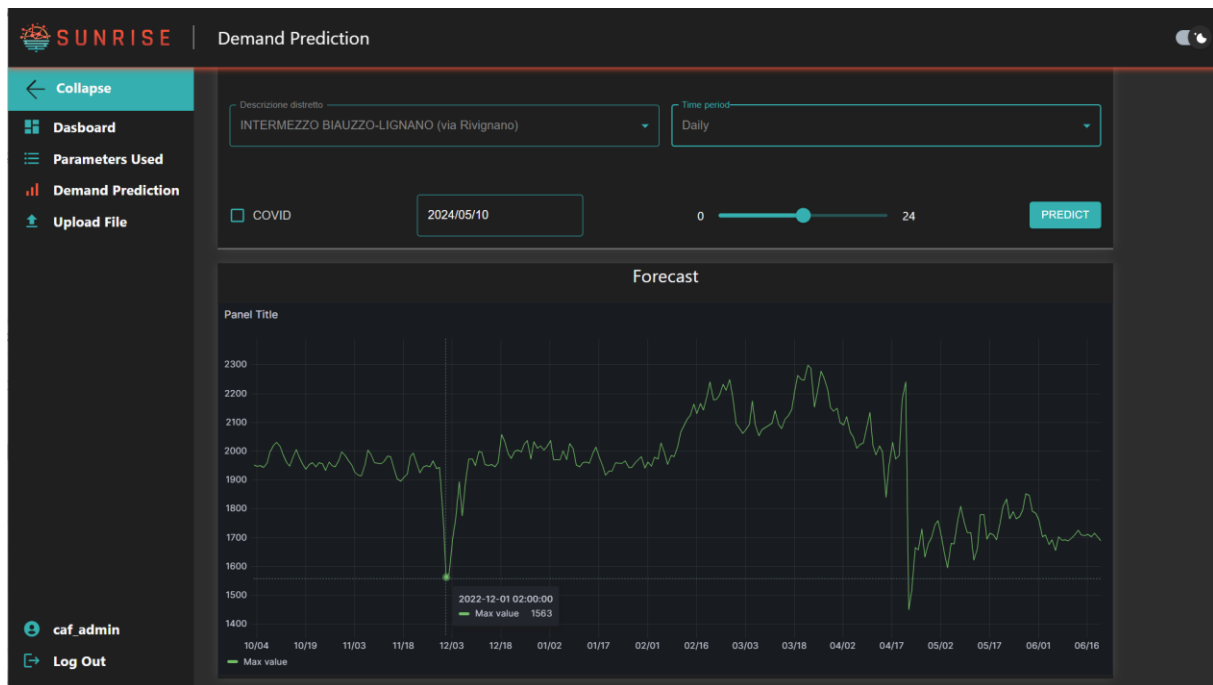 SUNRISE
Demand Prediction
Collapse
Dasboard
Parameters Used
Demand Prediction
Upload File
caf_admin
Log Out
Descrizione distretto
INTERMEZZO BIAUZZO-LIGNANO (via Rivignano)
Time period
Daily
COVID
2024/05/10
0
24
PREDICT
Forecast
Panel Title
2300
2200
2100
2000
1900
1800
1700
1600
1500
1400
2022-12-01 02:00:00
Max value 1563
10/04 10/19 11/03 11/18 12/03 12/18 01/02 01/17 02/01 02/16 03/03 03/18 04/02 04/17 05/02 05/17 06/01 06/16
Max value